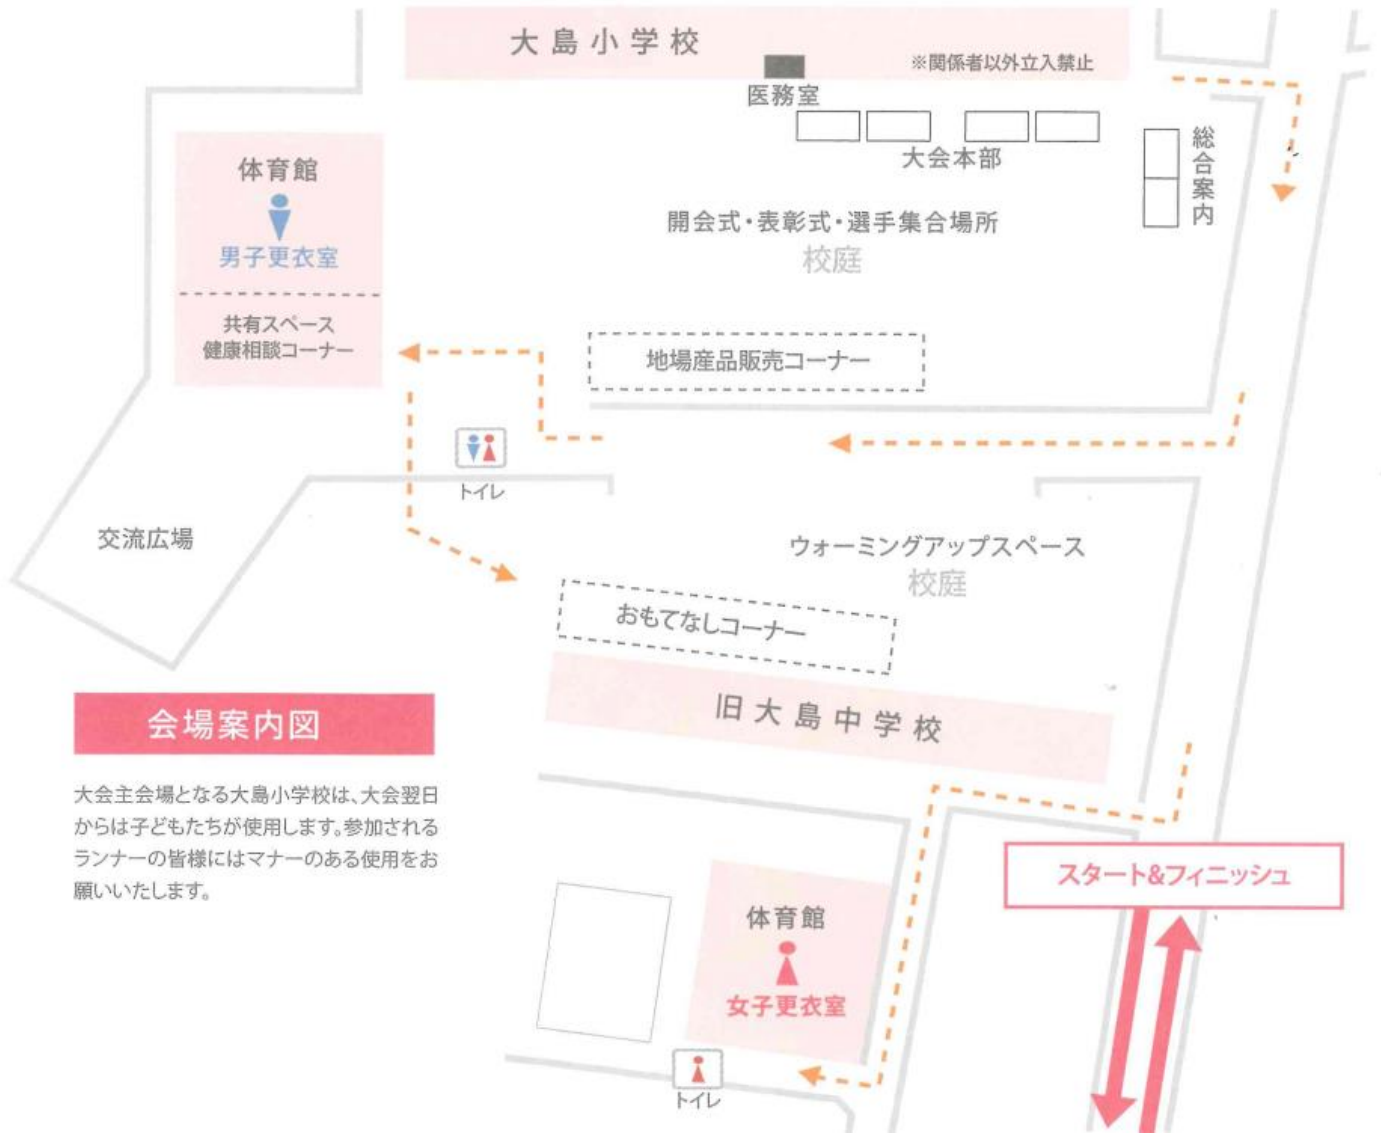 大島小学校
※関係者以外立入禁止
医務室
大会本部
総合案内
体育館
男子更衣室
共有スペース
健康相談コーナー
開会式・表彰式・選手集合場所
校庭
地場産品販売コーナー
トイレ
交流広場
ウォーミングアップスペース
校庭
おもてなしコーナー
旧大島中学校
会場案内図
大会主会場となる大島小学校は、大会翌日
からは子どもたちが使用します。参加される
ランナーの皆様にはマナーのある使用をお
願いいたします。
スタート&フィニッシュ
体育館
女子更衣室
トイレ